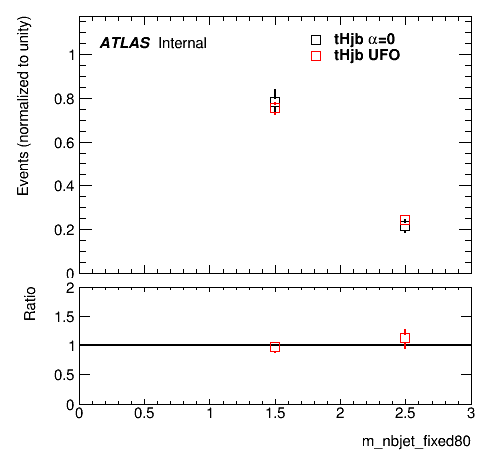 ATLAS Internal
tHjb α=0
tHjb UFO
Events (normalized to unity)
1
0.8
0.6
0.4
0.2
0
Ratio
2
1.5
1
0.5
0
0 0.5 1 1.5 2 2.5 3
m_nbjet_fixed80